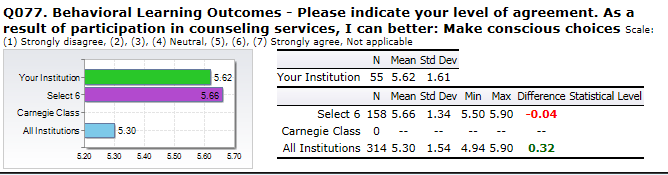 Q077. Behavioral Learning Outcomes - Please indicate your level of agreement. As a
result of participation in counseling services, I can better: Make conscious choices Scale:
(1) Strongly disagree, (2), (3), (4) Neutral, (5), (6), (7) Strongly agree, Not applicable
N Mean Std Dev
Your Institution 55 5.62 1.61
N Mean Std Dev Min Max Difference Statistical Level
Select 6 158 5.66 1.34 5.50 5.90 -0.04
Carnegie Class 0 -- -- -- -- --
All Institutions 314 5.30 1.54 4.94 5.90 0.32
Your Institution 5.62
Select 6 5.66
Carnegie Class
All Institutions 5.30
5.20 5.30 5.40 5.50 5.60 5.70